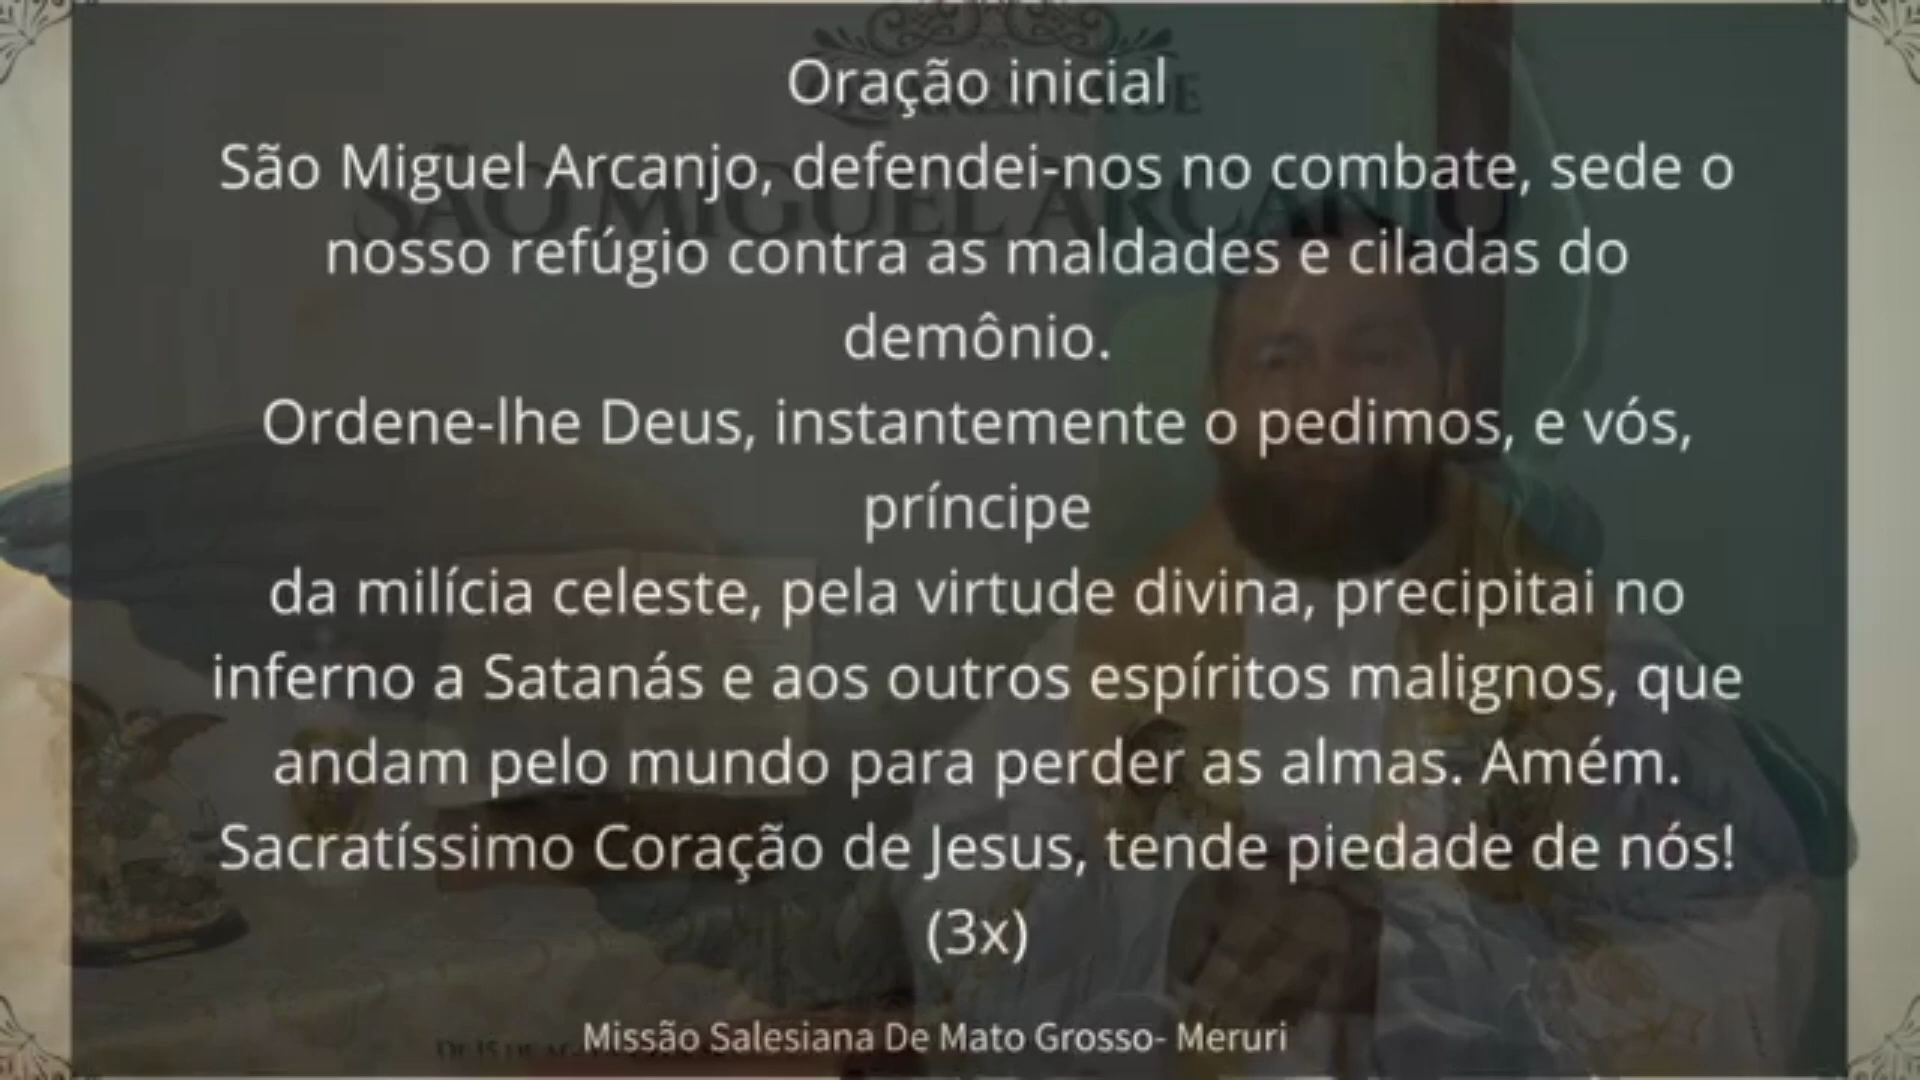 Oração inicial
São Miguel Arcanjo, defendei-nos no combate, sede o
nosso refúgio contra as maldades e ciladas do
demônio.
Ordene-lhe Deus, instantemente o pedimos, e vós,
príncipe
da milícia celeste, pela virtude divina, precipitai no
inferno a Satanás e aos outros espíritos malignos, que
andam pelo mundo para perder as almas. Amém.
Sacratíssimo Coração de Jesus, tende piedade de nós!
(3x)
Missão Salesiana De Mato Grosso- Meruri
SÃO MIGUEL ARCANJO